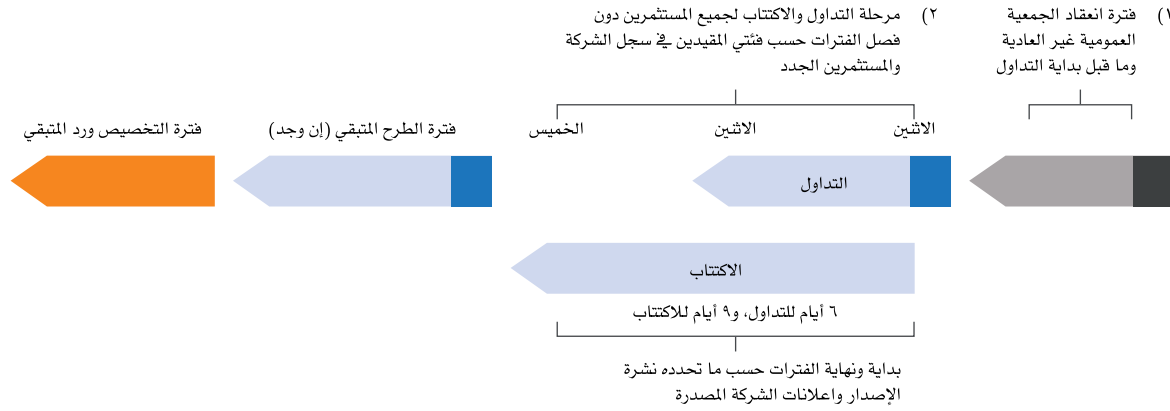 ١) فترة انعقاد الجمعية
العمومية غير العادية
وما قبل بداية التداول
٢) مرحلة التداول والاكتتاب لجميع المستثمرين دون
فصل الفترات حسب فئتي المقيدين في سجل الشركة
والمستثمرين الجدد
الاثنين
الاثنين
الخميس
فترة الطرح المتبقي (إن وجد)
فترة التخصيص ورد المتبقي
التداول
الاكتتاب
٦ أيام للتداول، و٩ أيام للاكتتاب
بداية ونهاية الفترات حسب ما تحدده نشرة
الإصدار واعلانات الشركة المصدرة